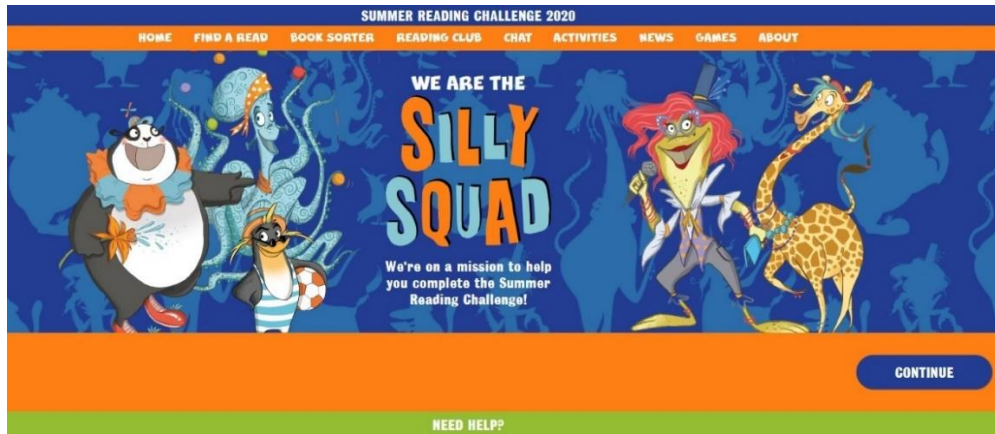 SUMMER READING CHALLENGE 2020
HOME FIND A READ BOOK SORTER READING CLUB CHAT ACTIVITIES NEWS GAMES ABOUT
WE ARE THE
SILLY
SQUAD
We're on a mission to help
you complete the Summer
Reading Challenge!
CONTINUE
NEED HELP?